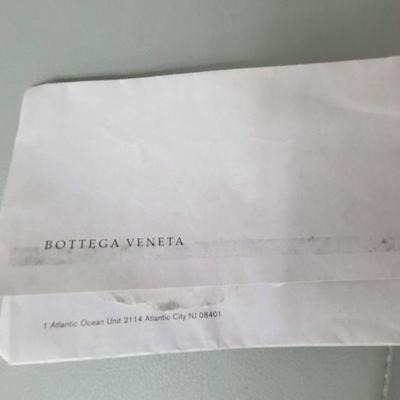 BOTTEGA VENETA
1 Atlantic Ocean Unit 2114 Atlantic City NJ 08401